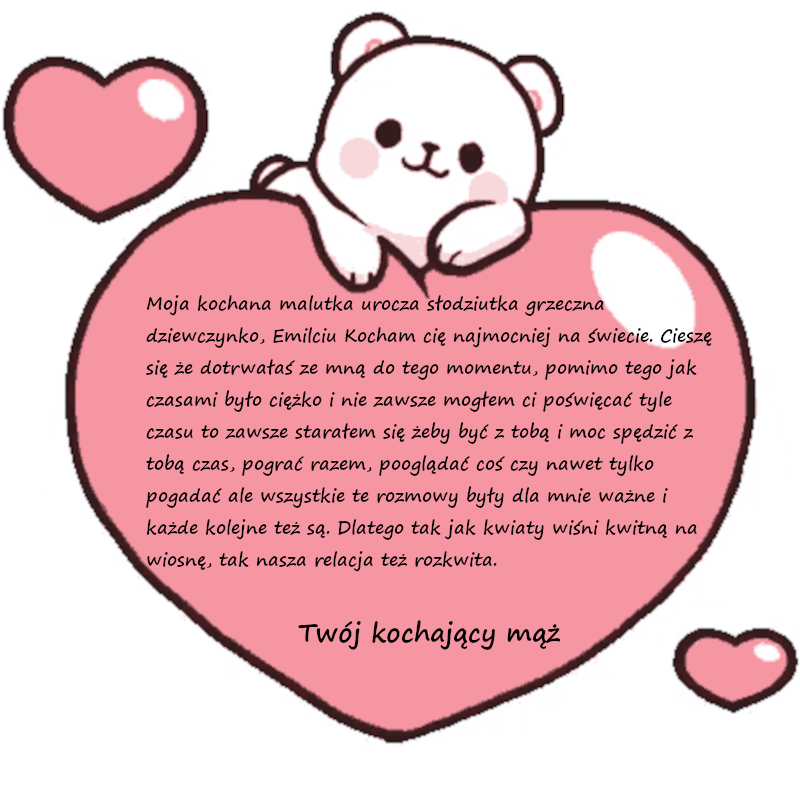 Moja kochana malutka urocza słodziutka grzeczna
dziewczynko, Emilciu Kocham cię najmocniej na świecie. Cieszę
się że dotrwałaś ze mną do tego momentu, pomimo tego jak
czasami było ciężko i nie zawsze mogłem ci poświęcać tyle
czasu to zawsze starałem się żeby być z tobą i moc spędzić z
tobą czas, pograć razem, pooglądać coś czy nawet tylko
pogadać ale wszystkie te rozmowy były dla mnie ważne i
każde kolejne też są. Dlatego tak jak kwiaty wiśni kwitną na
wiosnę, tak nasza relacja też rozkwita.
Twój kochający mąż